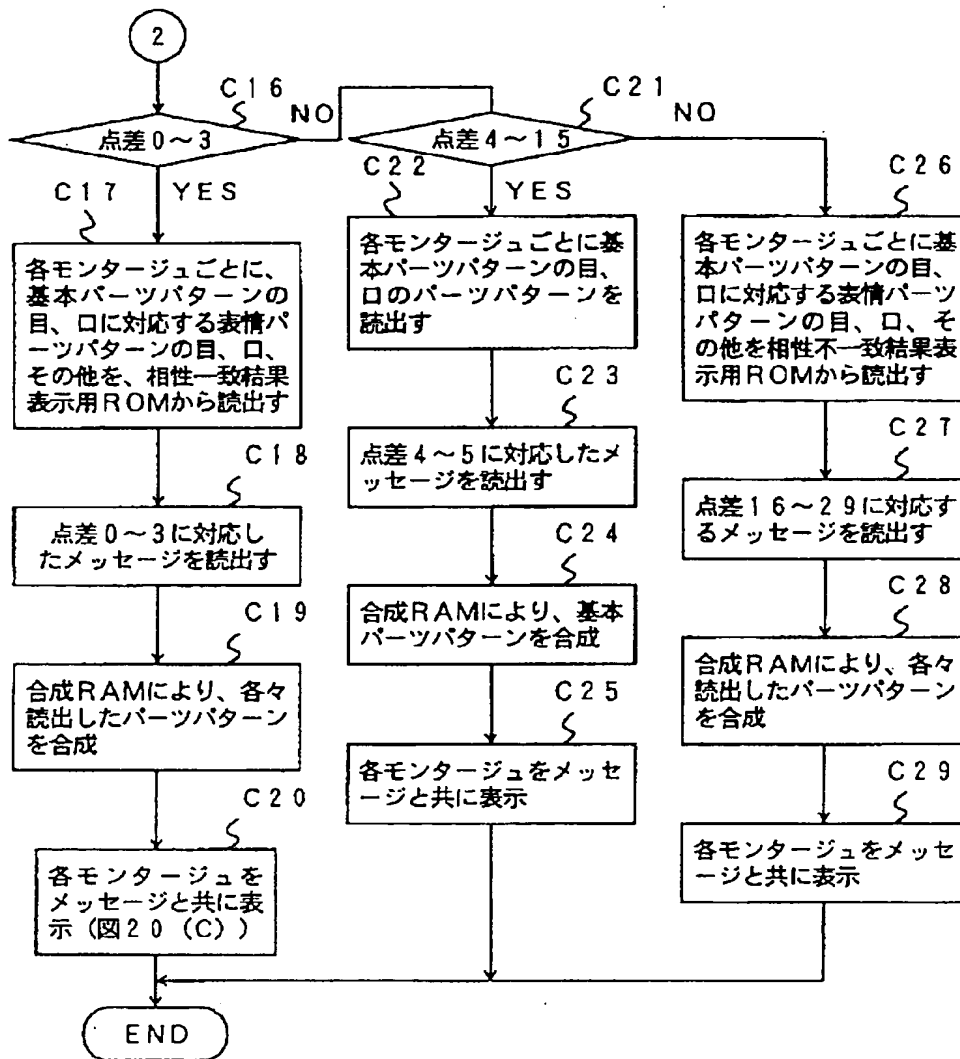 2
C16
点差0~3
NO
YES
C17
各モンタージュごとに、
基本パーツパターンの
目、口に対応する表情パ
ーツパターンの目、口、
その他を、相性一致結果
表示用ROMから読出す
C18
点差0~3に対応し
たメッセージを読出す
C19
合成RAMにより、各々
読出したパーツパターン
を合成
C20
各モンタージュを
メッセージと共に表
示(図20(C))
C21
点差4~15
NO
YES
C22
各モンタージュごとに基
本パーツパターンの目、
口のパーツパターンを
読出す
C23
点差4~5に対応したメ
ッセージを読出す
C24
合成RAMにより、基本
パーツパターンを合成
C25
各モンタージュをメッセ
ージと共に表示
C26
各モンタージュごとに基
本パーツパターンの目、
口に対応する表情パーツ
パターンの目、口、そ
の他を相性不一致結果表
示用ROMから読出す
C27
点差16~29に対応す
るメッセージを読出す
C28
合成RAMにより、各々
読出したパーツパターン
を合成
C29
各モンタージュをメッセ
ージと共に表示
END